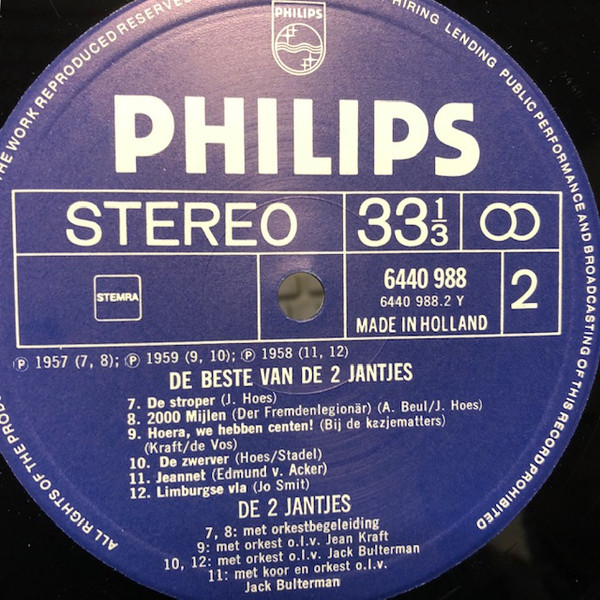 THE WORK REPRODUCED RESERVED
HIRING LENDING PUBLIC PERFORMANCE AND BROADCASTING OF THIS RECORD PROHIBITED
ALL RIGHTS OF THE
PHILIPS
PHILIPS
STEREO
33 1/3
STEMRA
6440 988
6440 988.2 Y
MADE IN HOLLAND
2
Ⓟ 1957 (7, 8); Ⓟ 1959 (9, 10); Ⓟ 1958 (11, 12)
DE BESTE VAN DE 2 JANTJES
7. De stroper (J. Hoes)
8. 2000 Mijlen (Der Fremdenlegionär) (A. Beul/J. Hoes)
9. Hoera, we hebben centen! (Bij de kazjematters)
(Kraft/de Vos)
10. De zwerver (Hoes/Stadel)
11. Jeannet (Edmund v. Acker)
12. Limburgse vla (Jo Smit)
DE 2 JANTJES
7, 8: met orkestbegeleiding
9: met orkest o.l.v. Jean Kraft
10, 12: met orkest o.l.v. Jack Bulterman
11: met koor en orkest o.l.v.
Jack Bulterman